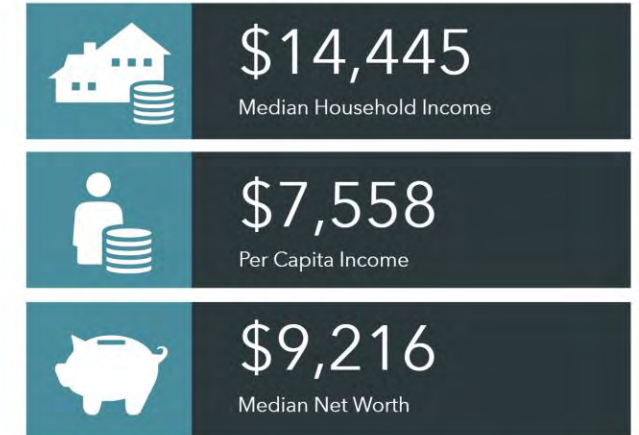 $14,445
Median Household Income
$7,558
Per Capita Income
$9,216
Median Net Worth